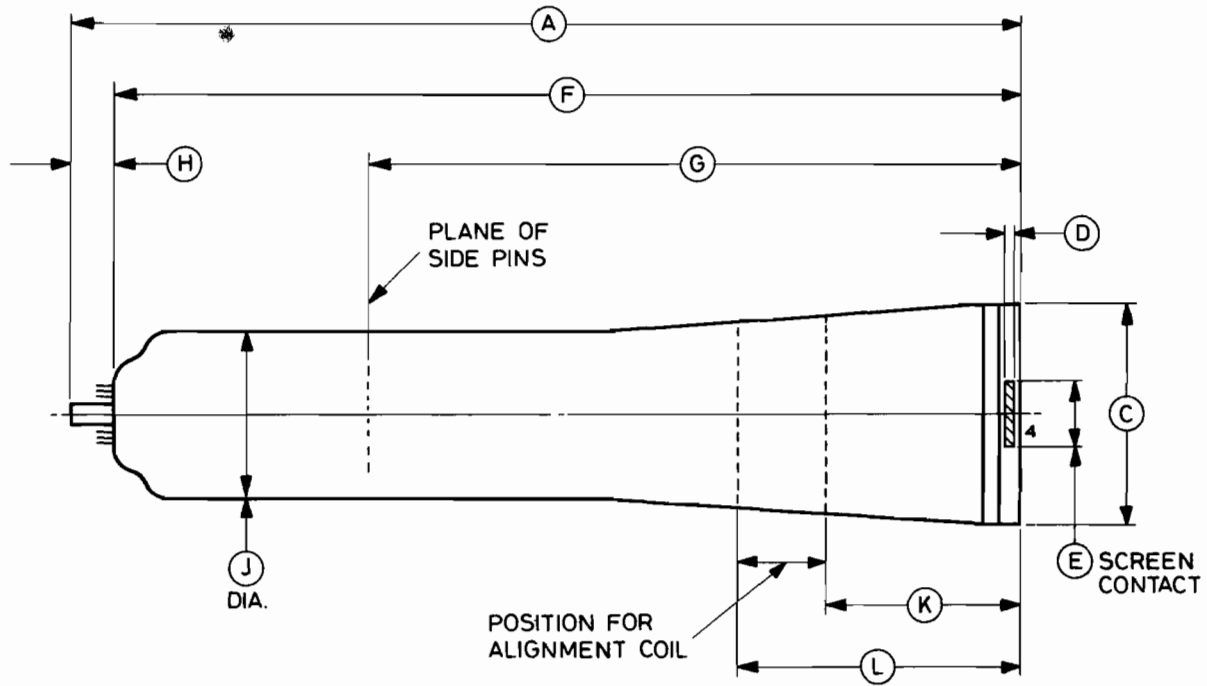 A
F
H
G
D
PLANE OF
SIDE PINS
4
C
J
DIA.
E SCREEN
CONTACT
K
POSITION FOR
ALIGNMENT COIL
L